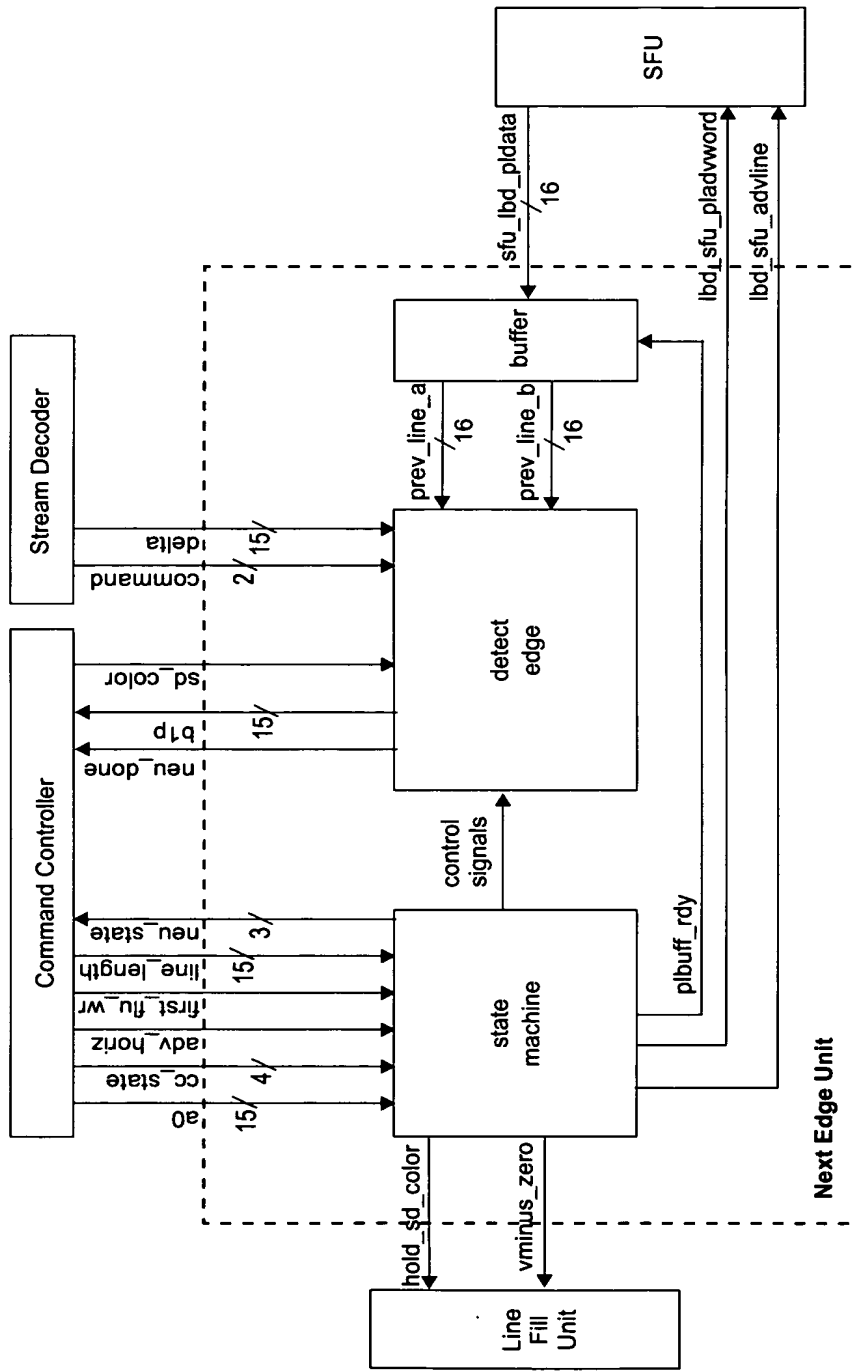 Command Controller
Stream Decoder
a0
15
cc_state
4
adv_horiz
first_flu_wr
line_length
15
neu_state
3
neu_done
b1p
15
sd_color
command
2
delta
15
hold_sd_color
vminus_zero
Line
Fill
Unit
state
machine
control
signals
detect
edge
prev_line_a
16
prev_line_b
16
buffer
sfu_lbd_pldata
16
SFU
plbuff_rdy
lbd_sfu_pladvword
lbd_sfu_advline
Next Edge Unit